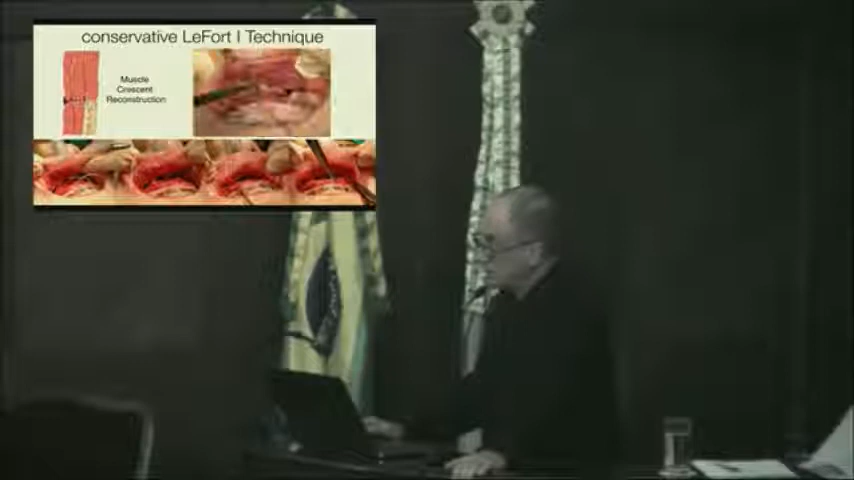 conservative LeFort I Technique
Muscle
Crescent
Reconstruction